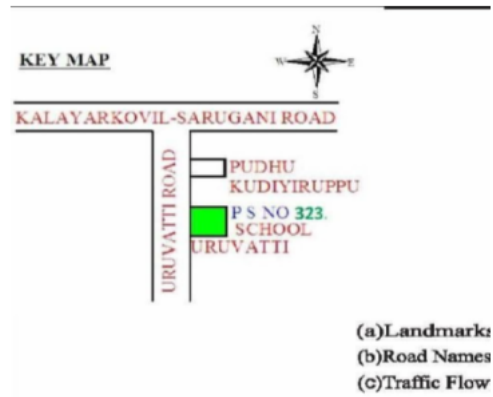 N
KEY MAP
W E
S
KALAYARKOVIL-SARUGANI ROAD
URUVATTI ROAD
PUDHU
KUDIYIRUPPU
P S NO 323.
SCHOOL
URUVATTI
(a)Landmarks
(b)Road Names
(c)Traffic Flow